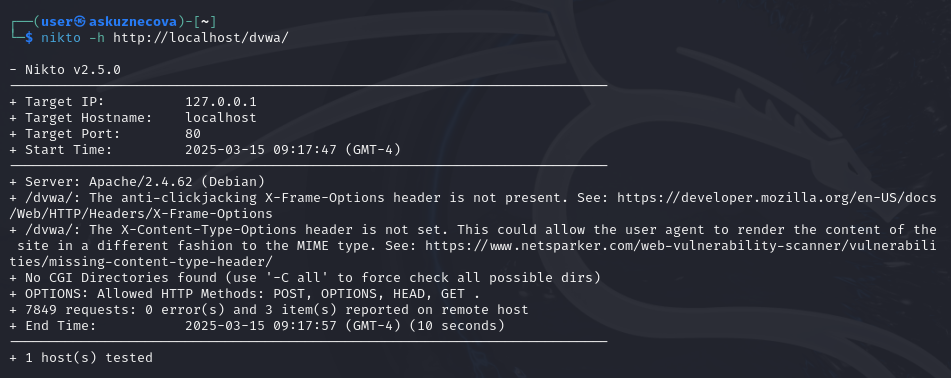 ┌──(user㉿askuznecova)-[~]
└─$ nikto -h http://localhost/dvwa/
- Nikto v2.5.0
---------------------------------------------------------------------------
+ Target IP:          127.0.0.1
+ Target Hostname:    localhost
+ Target Port:        80
+ Start Time:         2025-03-15 09:17:47 (GMT-4)
---------------------------------------------------------------------------
+ Server: Apache/2.4.62 (Debian)
+ /dvwa/: The anti-clickjacking X-Frame-Options header is not present. See: https://developer.mozilla.org/en-US/docs
/Web/HTTP/Headers/X-Frame-Options
+ /dvwa/: The X-Content-Type-Options header is not set. This could allow the user agent to render the content of the
 site in a different fashion to the MIME type. See: https://www.netsparker.com/web-vulnerability-scanner/vulnerabili
ties/missing-content-type-header/
+ No CGI Directories found (use '-C all' to force check all possible dirs)
+ OPTIONS: Allowed HTTP Methods: POST, OPTIONS, HEAD, GET .
+ 7849 requests: 0 error(s) and 3 item(s) reported on remote host
+ End Time:           2025-03-15 09:17:57 (GMT-4) (10 seconds)
---------------------------------------------------------------------------
+ 1 host(s) tested